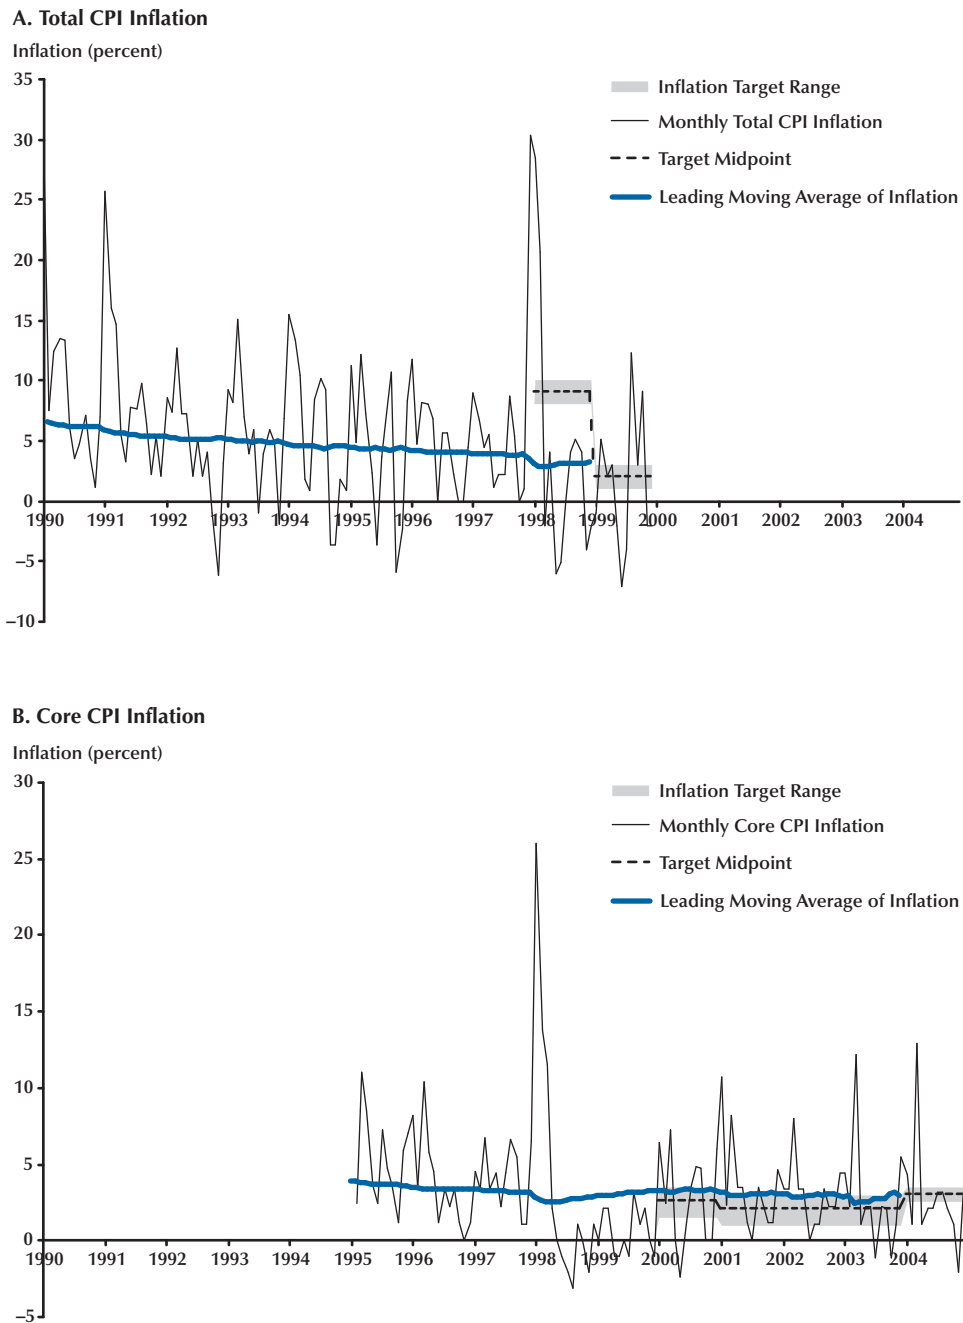 A. Total CPI Inflation
Inflation (percent)
35
30
25
20
15
10
5
0
–5
–10
Inflation Target Range
Monthly Total CPI Inflation
Target Midpoint
Leading Moving Average of Inflation
1990 1991 1992 1993 1994 1995 1996 1997 1998 1999 2000 2001 2002 2003 2004
B. Core CPI Inflation
Inflation (percent)
30
25
20
15
10
5
0
–5
Inflation Target Range
Monthly Core CPI Inflation
Target Midpoint
Leading Moving Average of Inflation
1990 1991 1992 1993 1994 1995 1996 1997 1998 1999 2000 2001 2002 2003 2004